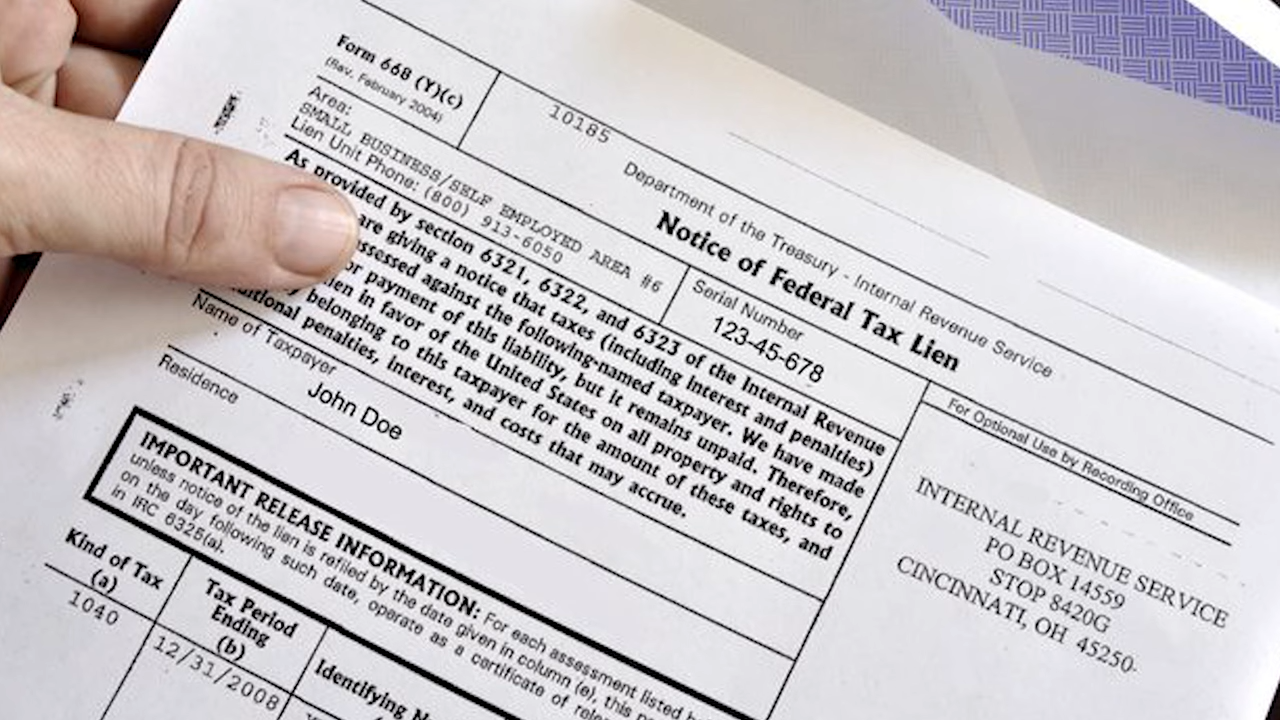 Form 668 (Y)(c)
(Rev. February 2004)
10185
Department of the Treasury - Internal Revenue Service
Notice of Federal Tax Lien
Area:
SMALL BUSINESS/SELF EMPLOYED AREA #6
Lien Unit Phone: (800) 913-6050
Serial Number
123-45-678
For Optional Use by Recording Office
As provided by section 6321, 6322, and 6323 of the Internal Revenue
are giving a notice that taxes (including interest and penalties)
assessed against the following-named taxpayer. We have made
for payment of this liability, but it remains unpaid. Therefore,
lien in favor of the United States on all property and rights to
belonging to this taxpayer for the amount of these taxes, and
additional penalties, interest, and costs that may accrue.
INTERNAL REVENUE SERVICE
PO BOX 14559
STOP 8420G
CINCINNATI, OH 45250
Name of Taxpayer
John Doe
Residence
IMPORTANT RELEASE INFORMATION: For each assessment listed
unless notice of the lien is refiled by the date given in column (e), this
on the day following such date, operate as a certificate of
in IRC 6325(a).
Kind of Tax
(a)
Tax Period
Ending
(b)
Identifying
1040
12/31/2008